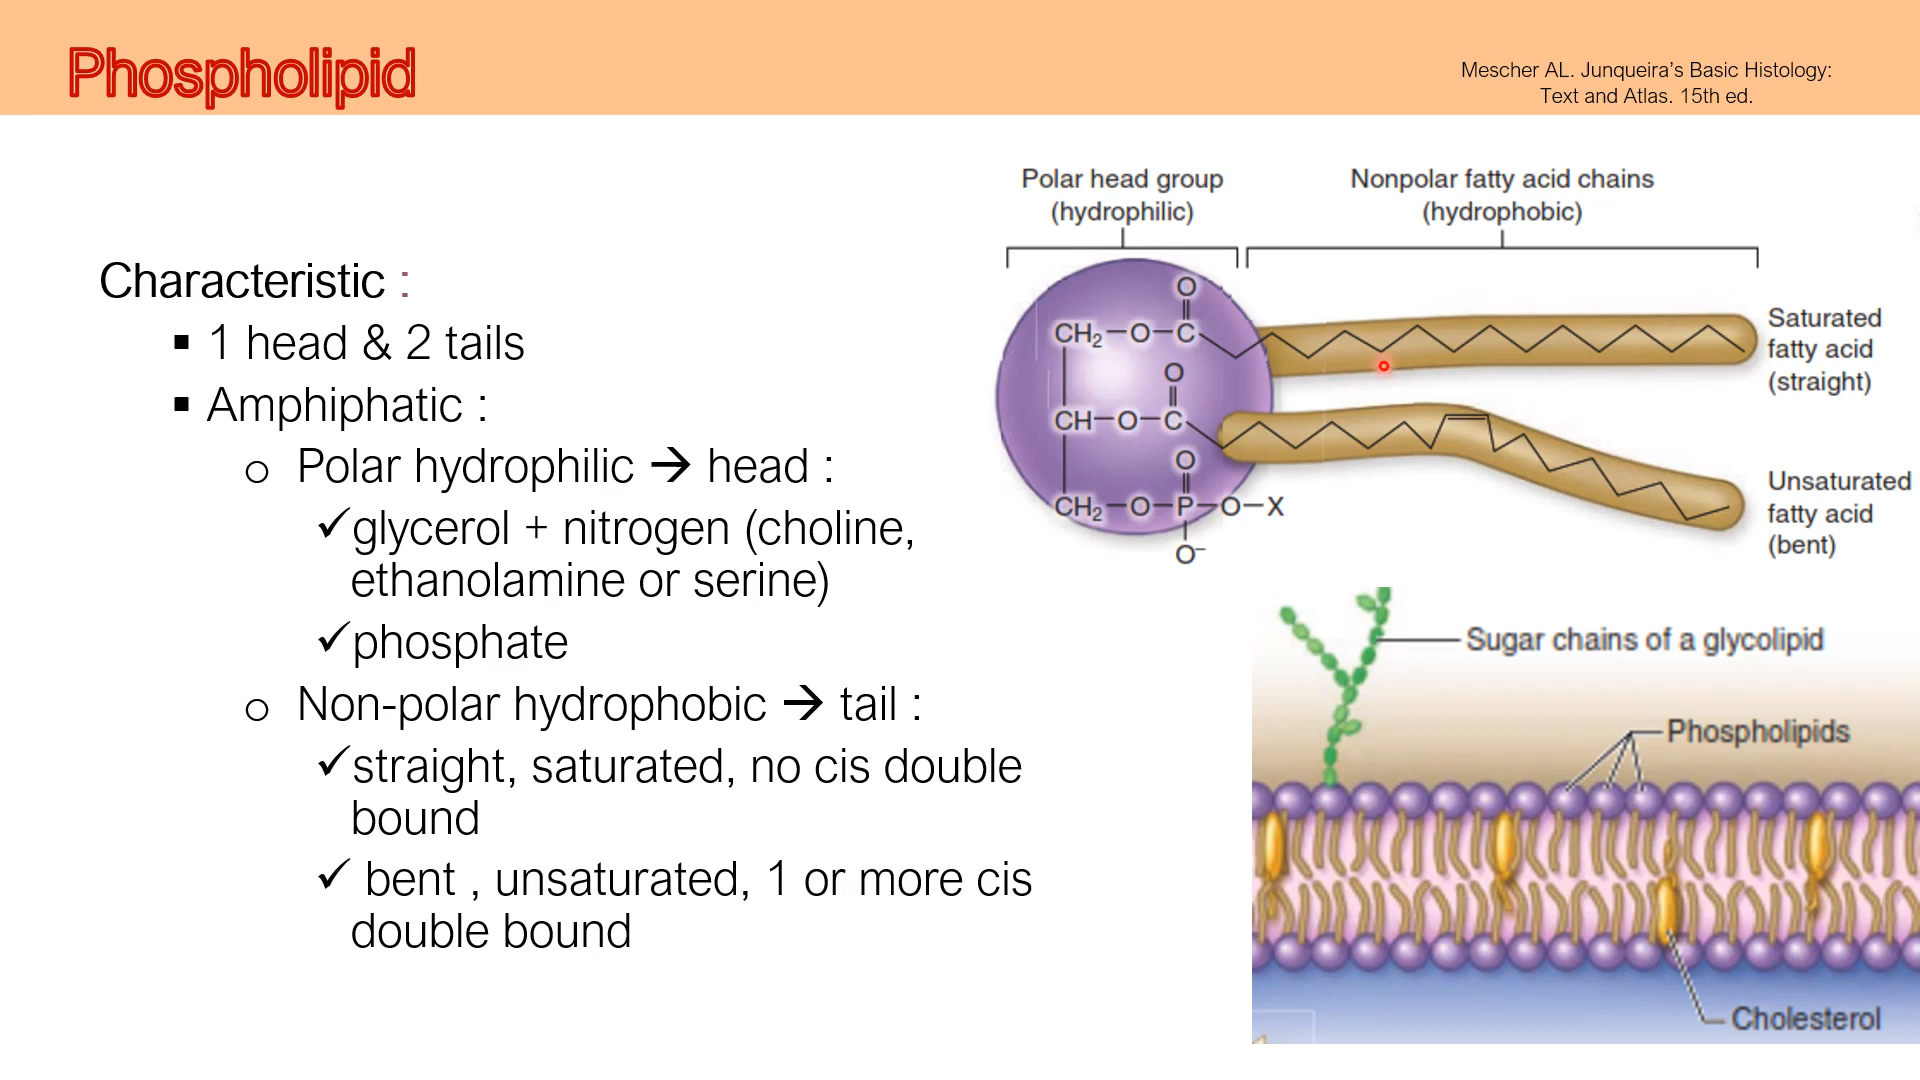 Phospholipid
Mescher AL. Junqueira's Basic Histology:
Text and Atlas. 15th ed.
Characteristic :
▪ 1 head & 2 tails
▪ Amphiphatic :
o Polar hydrophilic → head :
✓glycerol + nitrogen (choline,
ethanolamine or serine)
✓phosphate
o Non-polar hydrophobic → tail :
✓straight, saturated, no cis double
bound
✓ bent , unsaturated, 1 or more cis
double bound
Polar head group
(hydrophilic)
Nonpolar fatty acid chains
(hydrophobic)
O
CH₂—O—C
O
CH—O—C
O
CH₂—O—P—O—X
O⁻
Saturated
fatty acid
(straight)
Unsaturated
fatty acid
(bent)
Sugar chains of a glycolipid
Phospholipids
Cholesterol